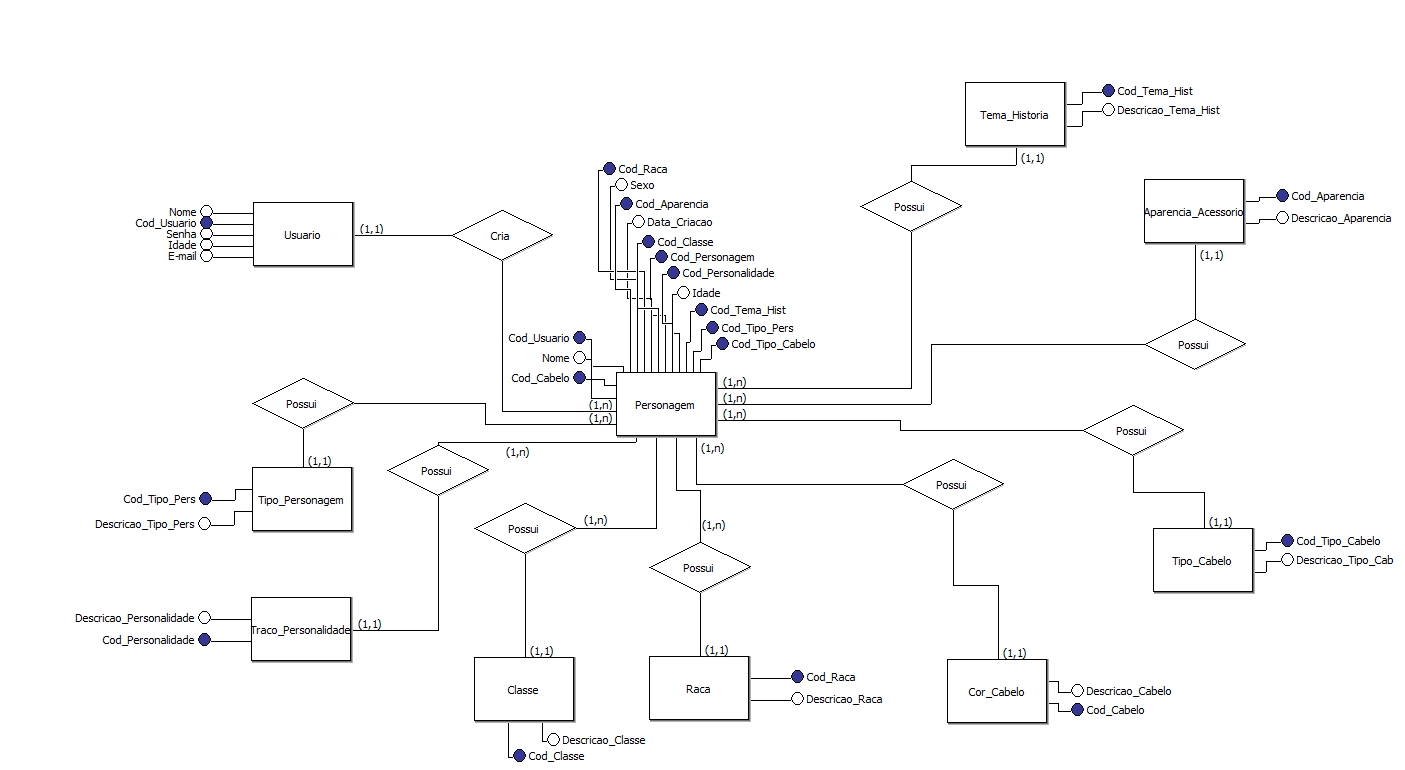 Cod_Tema_Hist
Descricao_Tema_Hist
Tema_Historia
(1,1)
Cod_Raca
Sexo
Cod_Aparencia
Data_Criacao
Cod_Classe
Cod_Personagem
Cod_Personalidade
Idade
Cod_Tema_Hist
Cod_Tipo_Pers
Cod_Tipo_Cabelo
Cod_Usuario
Nome
Cod_Cabelo
Possui
Cod_Aparencia
Descricao_Aparencia
Aparencia_Acessorio
(1,1)
Nome
Cod_Usuario
Senha
Idade
E-mail
Usuario
(1,1)
Cria
Possui
(1,n)
(1,n)
(1,n)
(1,n)
(1,n)
Personagem
Possui
(1,1)
Possui
(1,n)
(1,n)
Possui
Possui
Cod_Tipo_Pers
Descricao_Tipo_Pers
Tipo_Personagem
Possui
(1,n)
(1,n)
(1,1)
Cod_Tipo_Cabelo
Descricao_Tipo_Cab
Tipo_Cabelo
Possui
Descricao_Personalidade
Cod_Personalidade
Traco_Personalidade
(1,1)
(1,1)
(1,1)
(1,1)
Classe
Raca
Cod_Raca
Descricao_Raca
Cor_Cabelo
Descricao_Cabelo
Cod_Cabelo
Descricao_Classe
Cod_Classe